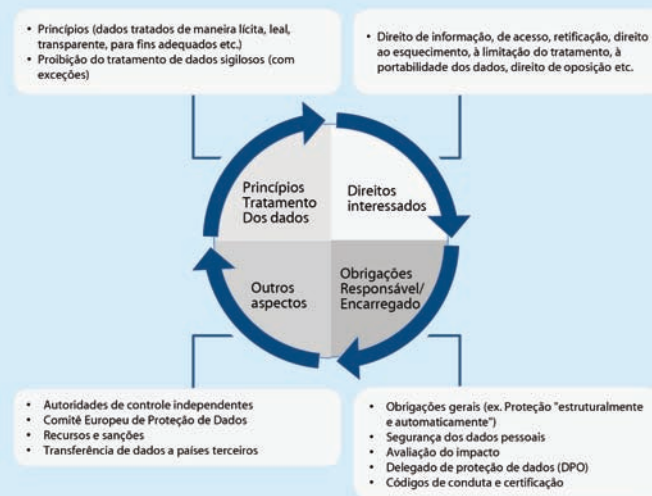 • Princípios (dados tratados de maneira lícita, leal,
transparente, para fins adequados etc.)
• Proibição do tratamento de dados sigilosos (com
exceções)
• Direito de informação, de acesso, retificação, direito
ao esquecimento, à limitação do tratamento, à
portabilidade dos dados, direito de oposição etc.
Princípios
Tratamento
Dos dados
Direitos
interessados
Outros
aspectos
Obrigações
Responsável/
Encarregado
• Autoridades de controle independentes
• Comitê Europeu de Proteção de Dados
• Recursos e sanções
• Transferência de dados a países terceiros
• Obrigações gerais (ex. Proteção "estruturalmente
e automaticamente")
• Segurança dos dados pessoais
• Avaliação do impacto
• Delegado de proteção de dados (DPO)
• Códigos de conduta e certificação